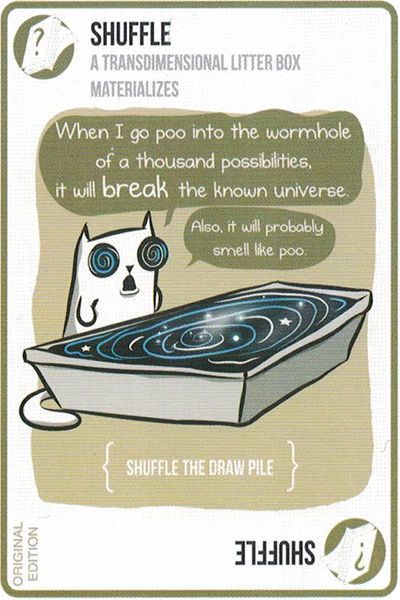 ?
SHUFFLE
A TRANSDIMENSIONAL LITTER BOX
MATERIALIZES
When I go poo into the wormhole
of a thousand possibilities,
it will break the known universe.
Also, it will probably
smell like poo.
{ SHUFFLE THE DRAW PILE }
ORIGINAL
EDITION
SHUFFLE
?